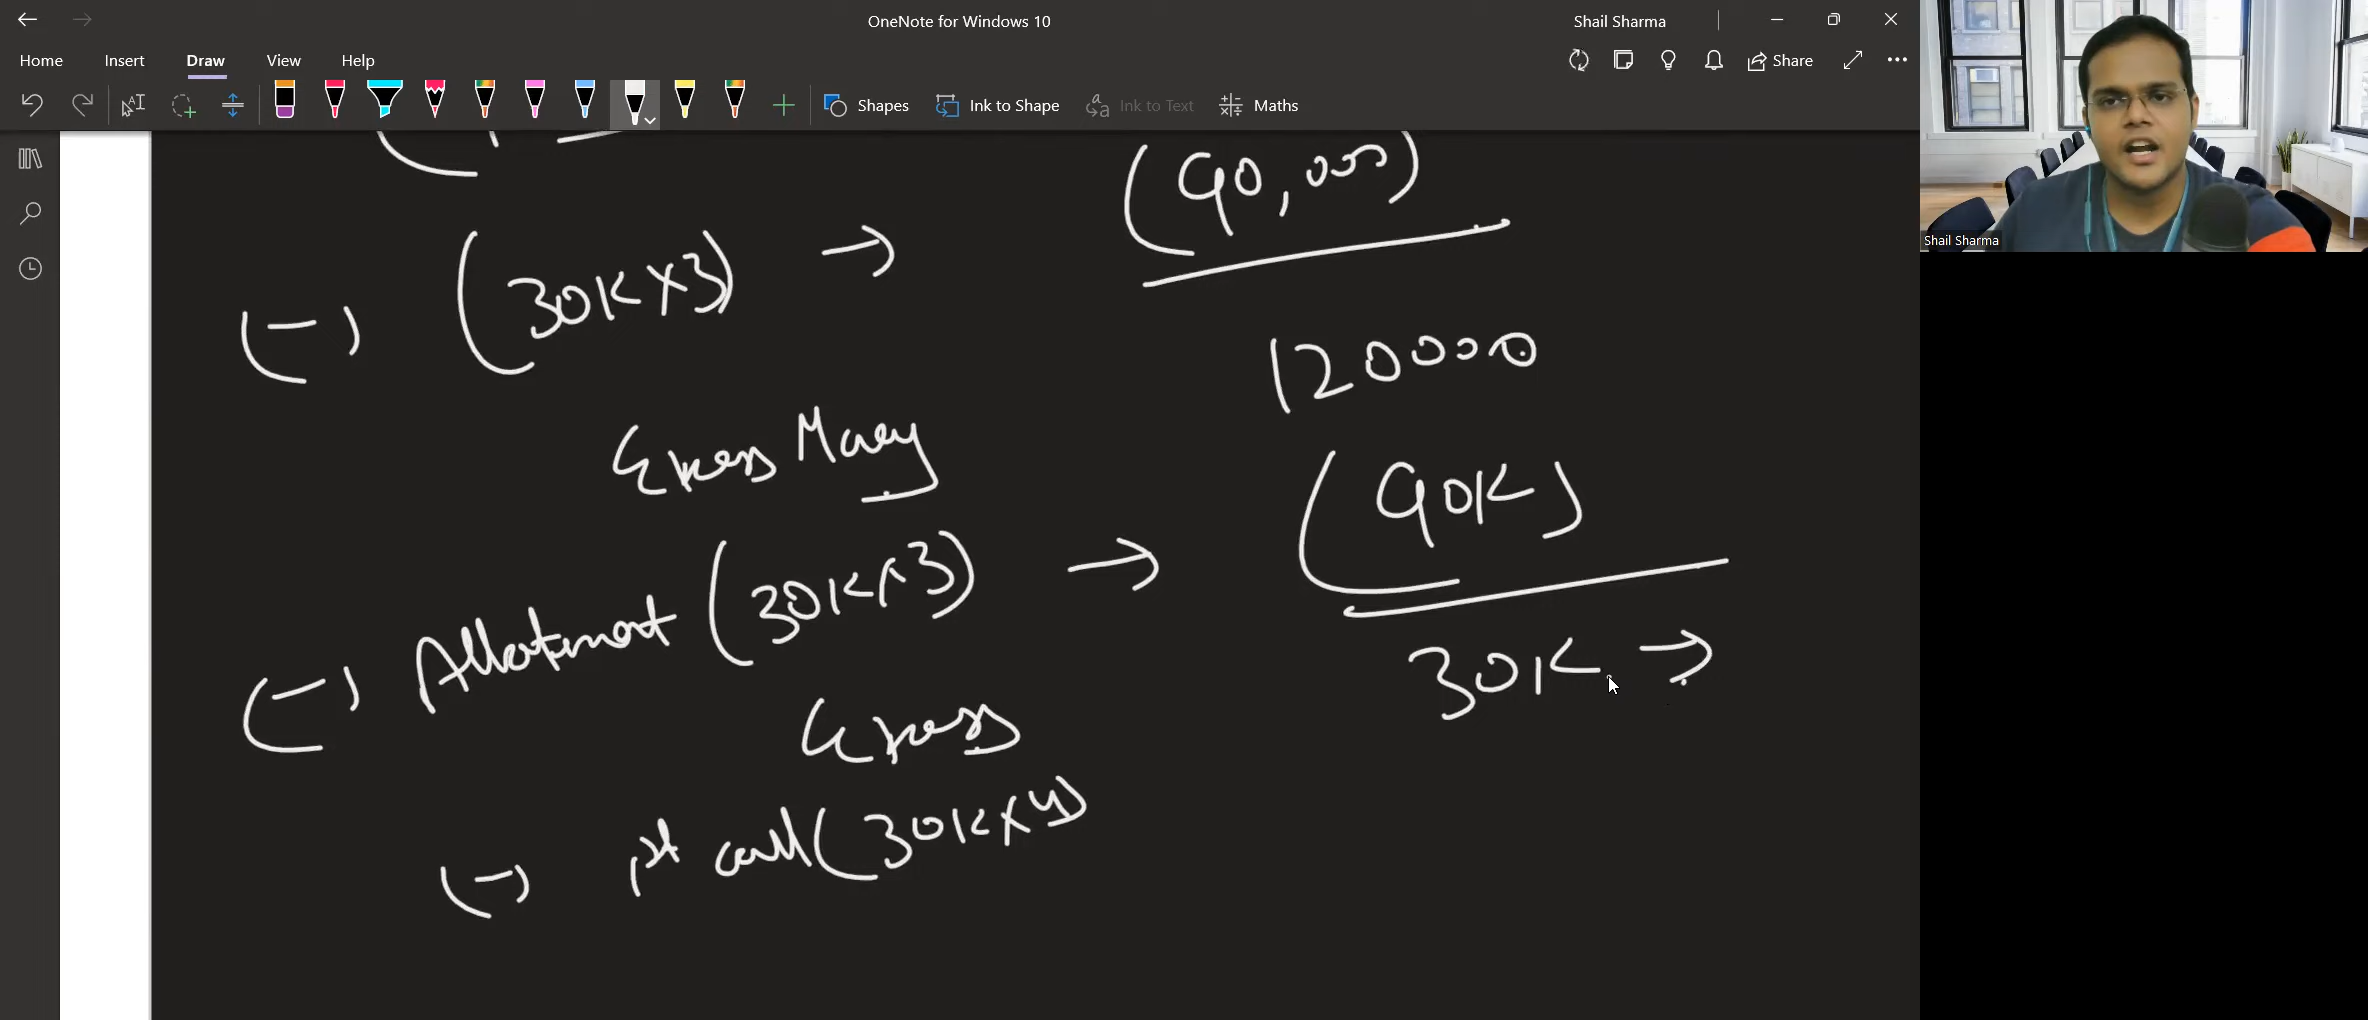 OneNote for Windows 10
Shail Sharma
Home Insert Draw View Help
Share
Shapes Ink to Shape Ink to Text Maths
Shail Sharma
(90,000)
(-) (30K×3) →
120000
Excess Money
(90K)
(-) Allotment (30K×3) →
30K →
Excess
(-) 1st call (30K×4)